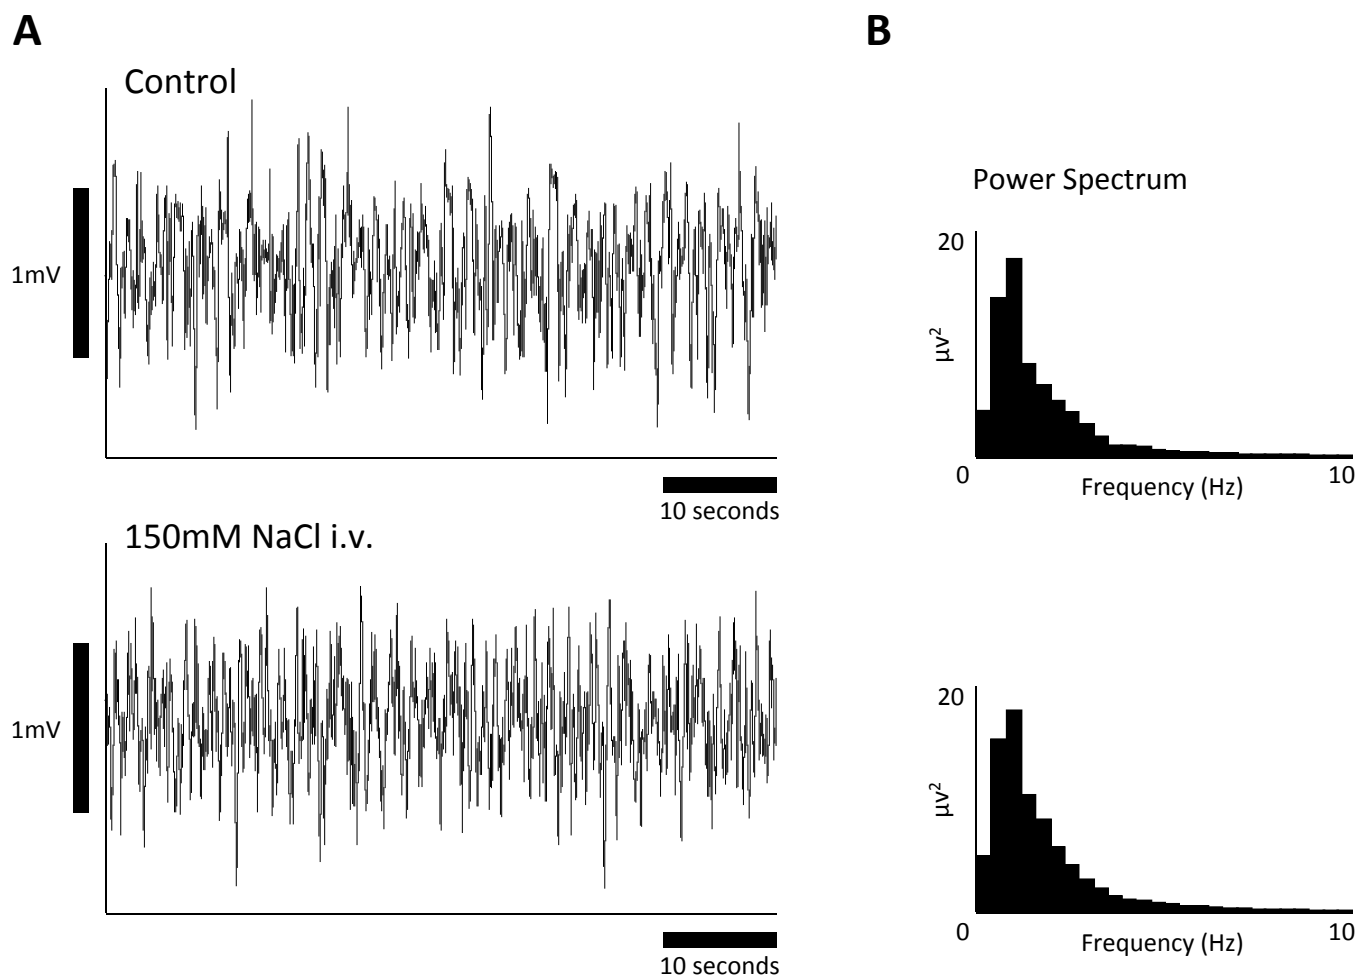 A
B
Control
1mV
10 seconds
Power Spectrum
20
µv²
0
10
Frequency (Hz)
150mM NaCl i.v.
1mV
10 seconds
20
µv²
0
10
Frequency (Hz)